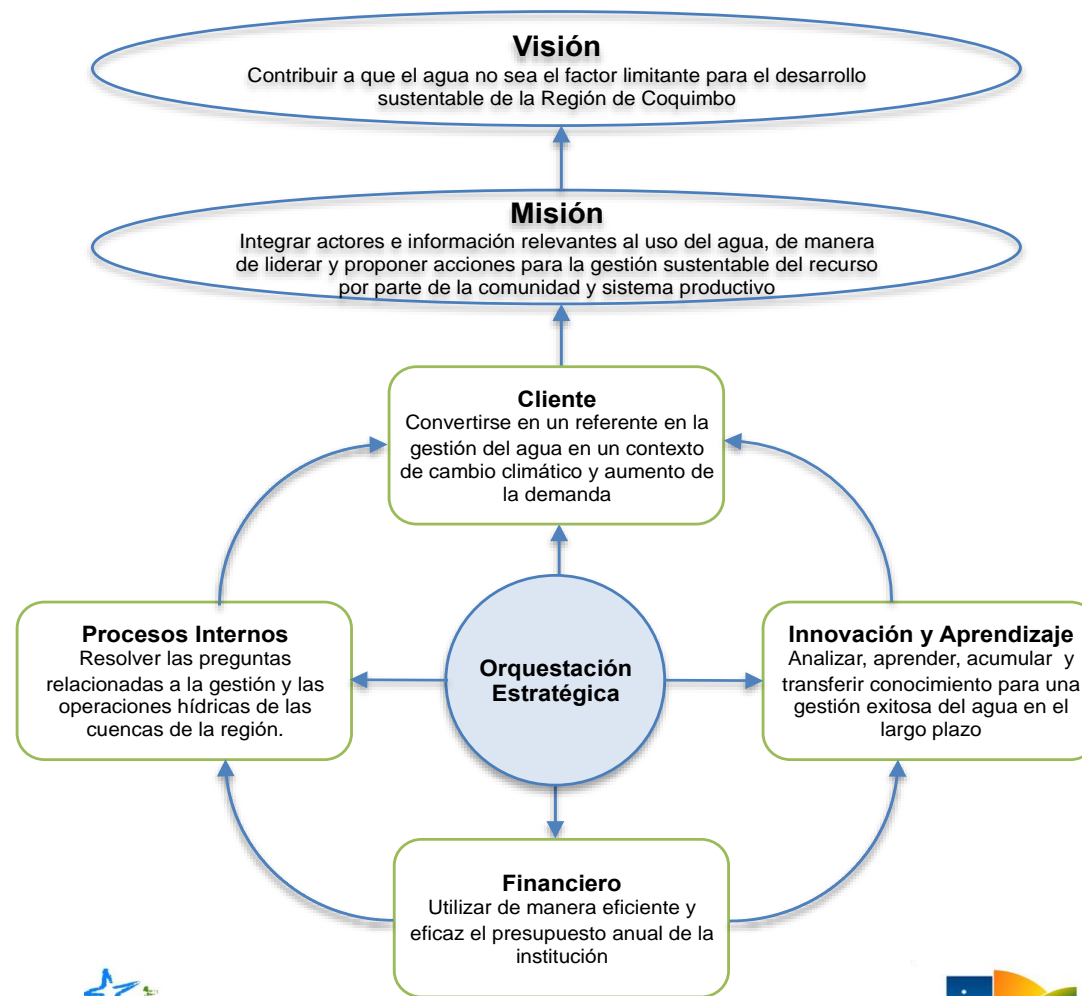 Visión
Contribuir a que el agua no sea el factor limitante para el desarrollo
sustentable de la Región de Coquimbo
Misión
Integrar actores e información relevantes al uso del agua, de manera
de liderar y proponer acciones para la gestión sustentable del recurso
por parte de la comunidad y sistema productivo
Cliente
Convertirse en un referente en la
gestión del agua en un contexto
de cambio climático y aumento de
la demanda
Procesos Internos
Resolver las preguntas
relacionadas a la gestión y las
operaciones hídricas de las
cuencas de la región.
Orquestación
Estratégica
Innovación y Aprendizaje
Analizar, aprender, acumular y
transferir conocimiento para una
gestión exitosa del agua en el
largo plazo
Financiero
Utilizar de manera eficiente y
eficaz el presupuesto anual de la
institución